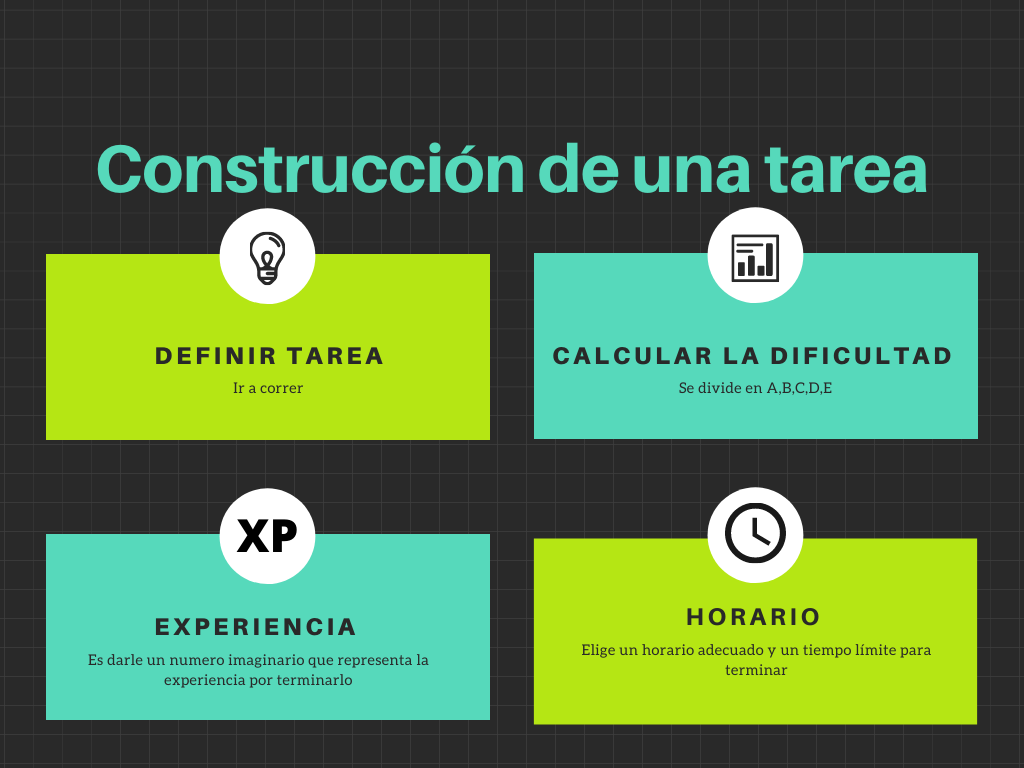 Construcción de una tarea
DEFINIR TAREA
Ir a correr
CALCULAR LA DIFICULTAD
Se divide en A,B,C,D,E
XP
EXPERIENCIA
Es darle un numero imaginario que representa la
experiencia por terminarlo
HORARIO
Elige un horario adecuado y un tiempo límite para
terminar